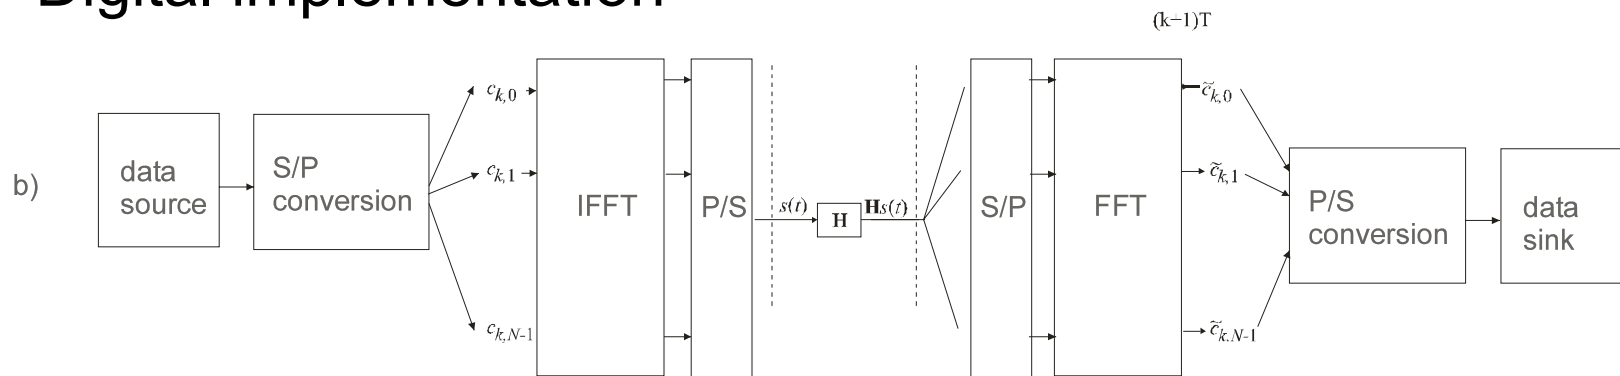 Digital implementation
(k−1)T
b)
data
source
S/P
conversion
c_{k,0}
c_{k,1}
c_{k,N-1}
IFFT
P/S
s(t)
H
Hs(t)
S/P
FFT
c̃_{k,0}
c̃_{k,1}
c̃_{k,N-1}
P/S
conversion
data
sink